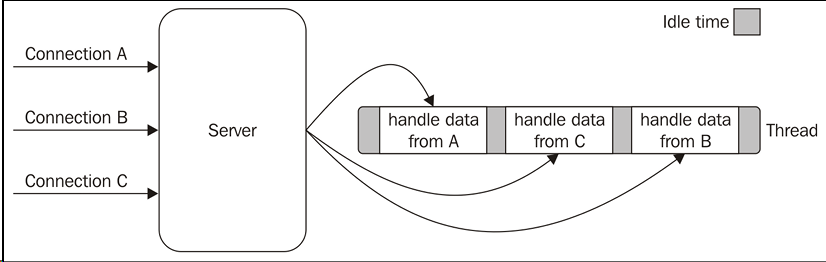 Idle time
Connection A
Connection B
Connection C
Server
handle data
from A
handle data
from C
handle data
from B
Thread